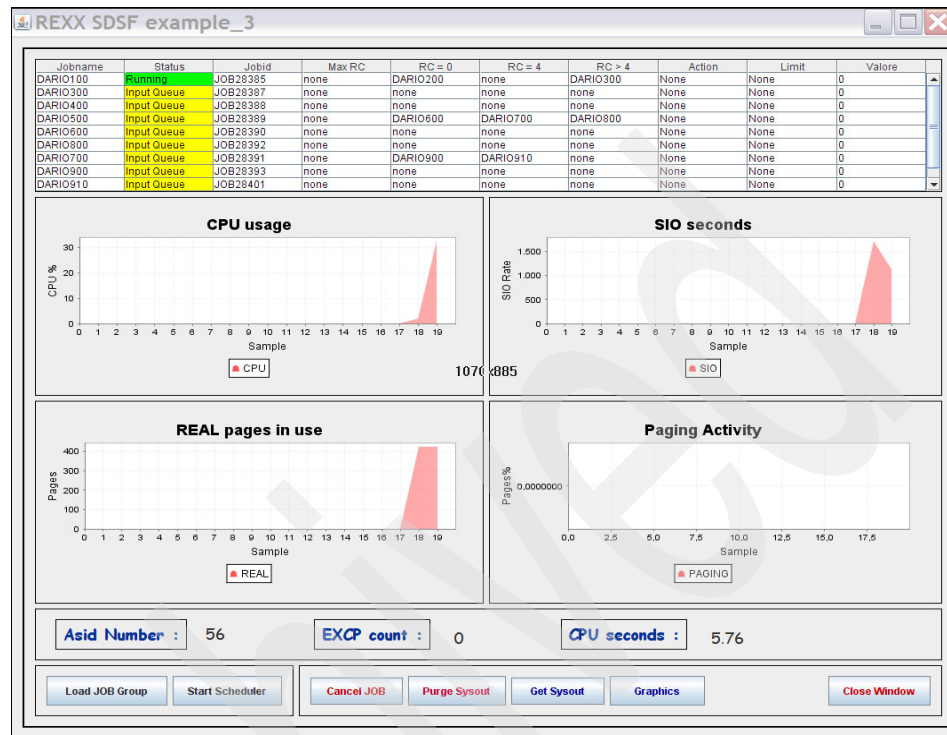 REXX SDSF example_3
Jobname Status Jobid Max RC RC = 0 RC = 4 RC > 4 Action Limit Valore
DARIO100 Running JOB28385 none DARIO200 none DARIO300 None None 0
DARIO300 Input Queue JOB28387 none none none none None None 0
DARIO400 Input Queue JOB28388 none none none none None None 0
DARIO500 Input Queue JOB28389 none DARIO600 DARIO700 DARIO800 None None 0
DARIO600 Input Queue JOB28390 none none none none None None 0
DARIO800 Input Queue JOB28392 none none none none None None 0
DARIO700 Input Queue JOB28391 none DARIO900 DARIO910 none None None 0
DARIO900 Input Queue JOB28393 none none none none None None 0
DARIO910 Input Queue JOB28401 none none none none None None 0
CPU usage
CPU %
30
20
10
0
0 1 2 3 4 5 6 7 8 9 10 11 12 13 14 15 16 17 18 19
Sample
CPU
SIO seconds
SIO Rate
1.500
1.000
500
0
0 1 2 3 4 5 6 7 8 9 10 11 12 13 14 15 16 17 18 19
Sample
SIO
1070x885
REAL pages in use
Pages
400
300
200
100
0
0 1 2 3 4 5 6 7 8 9 10 11 12 13 14 15 16 17 18 19
Sample
REAL
Paging Activity
Pages%
0,0000000
0,0 2,5 5,0 7,5 10,0 12,5 15,0 17,5
Sample
PAGING
Asid Number : 56 EXCP count : 0 CPU seconds : 5.76
Load JOB Group Start Scheduler Cancel JOB Purge Sysout Get Sysout Graphics Close Window